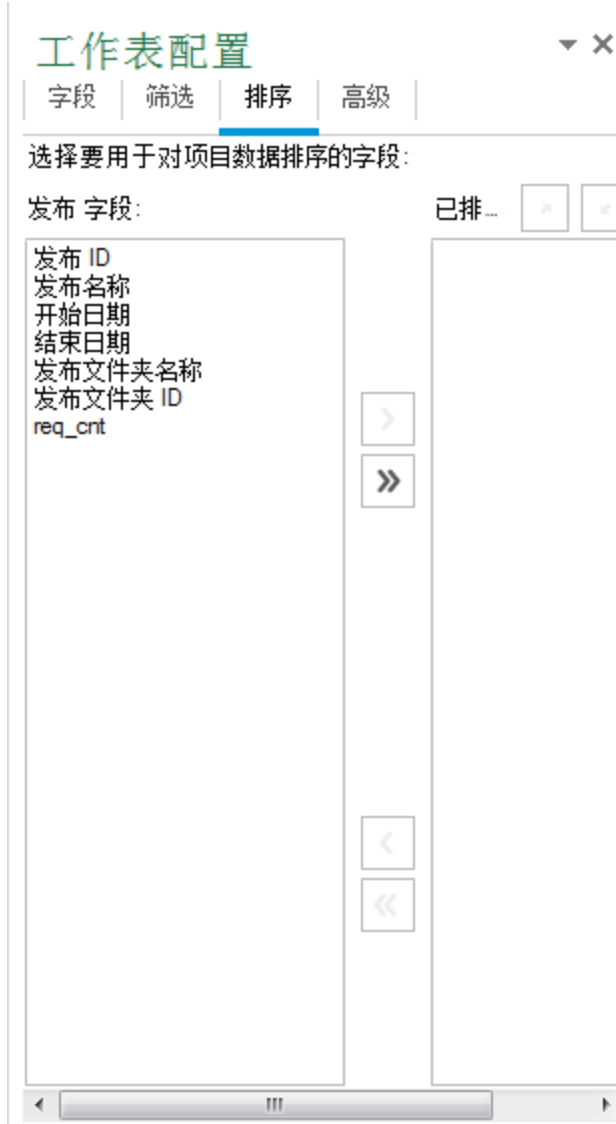 工作表配置
字段 筛选 排序 高级
选择要用于对项目数据排序的字段:
发布 字段: 已排...
发布 ID
发布名称
开始日期
结束日期
发布文件夹名称
发布文件夹 ID
req_cnt